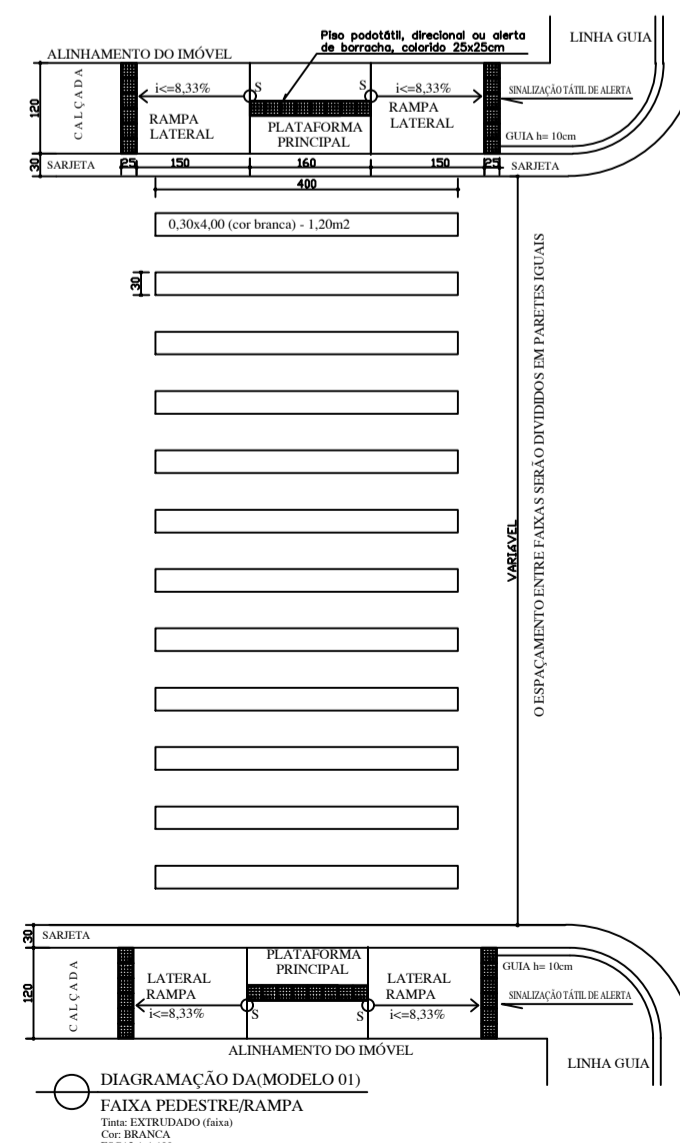 Piso podotátil, direcional ou alerta
de borracha, colorido 25x25cm
LINHA GUIA
ALINHAMENTO DO IMÓVEL
120
CALÇADA
i<=8,33%
S
S
i<=8,33%
SINALIZAÇÃO TÁTIL DE ALERTA
RAMPA
LATERAL
PLATAFORMA
PRINCIPAL
RAMPA
LATERAL
GUIA h= 10cm
30
SARJETA
25
150
160
150
25
SARJETA
400
0,30x4,00 (cor branca) - 1,20m2
30
VARIÁVEL
O ESPAÇAMENTO ENTRE FAIXAS SERÃO DIVIDIDOS EM PARETES IGUAIS
30
SARJETA
120
CALÇADA
PLATAFORMA
PRINCIPAL
GUIA h= 10cm
LATERAL
RAMPA
i<=8,33%
S
S
LATERAL
RAMPA
i<=8,33%
SINALIZAÇÃO TÁTIL DE ALERTA
ALINHAMENTO DO IMÓVEL
LINHA GUIA
DIAGRAMAÇÃO DA(MODELO 01)
FAIXA PEDESTRE/RAMPA
Tinta: EXTRUDADO (faixa)
Cor: BRANCA